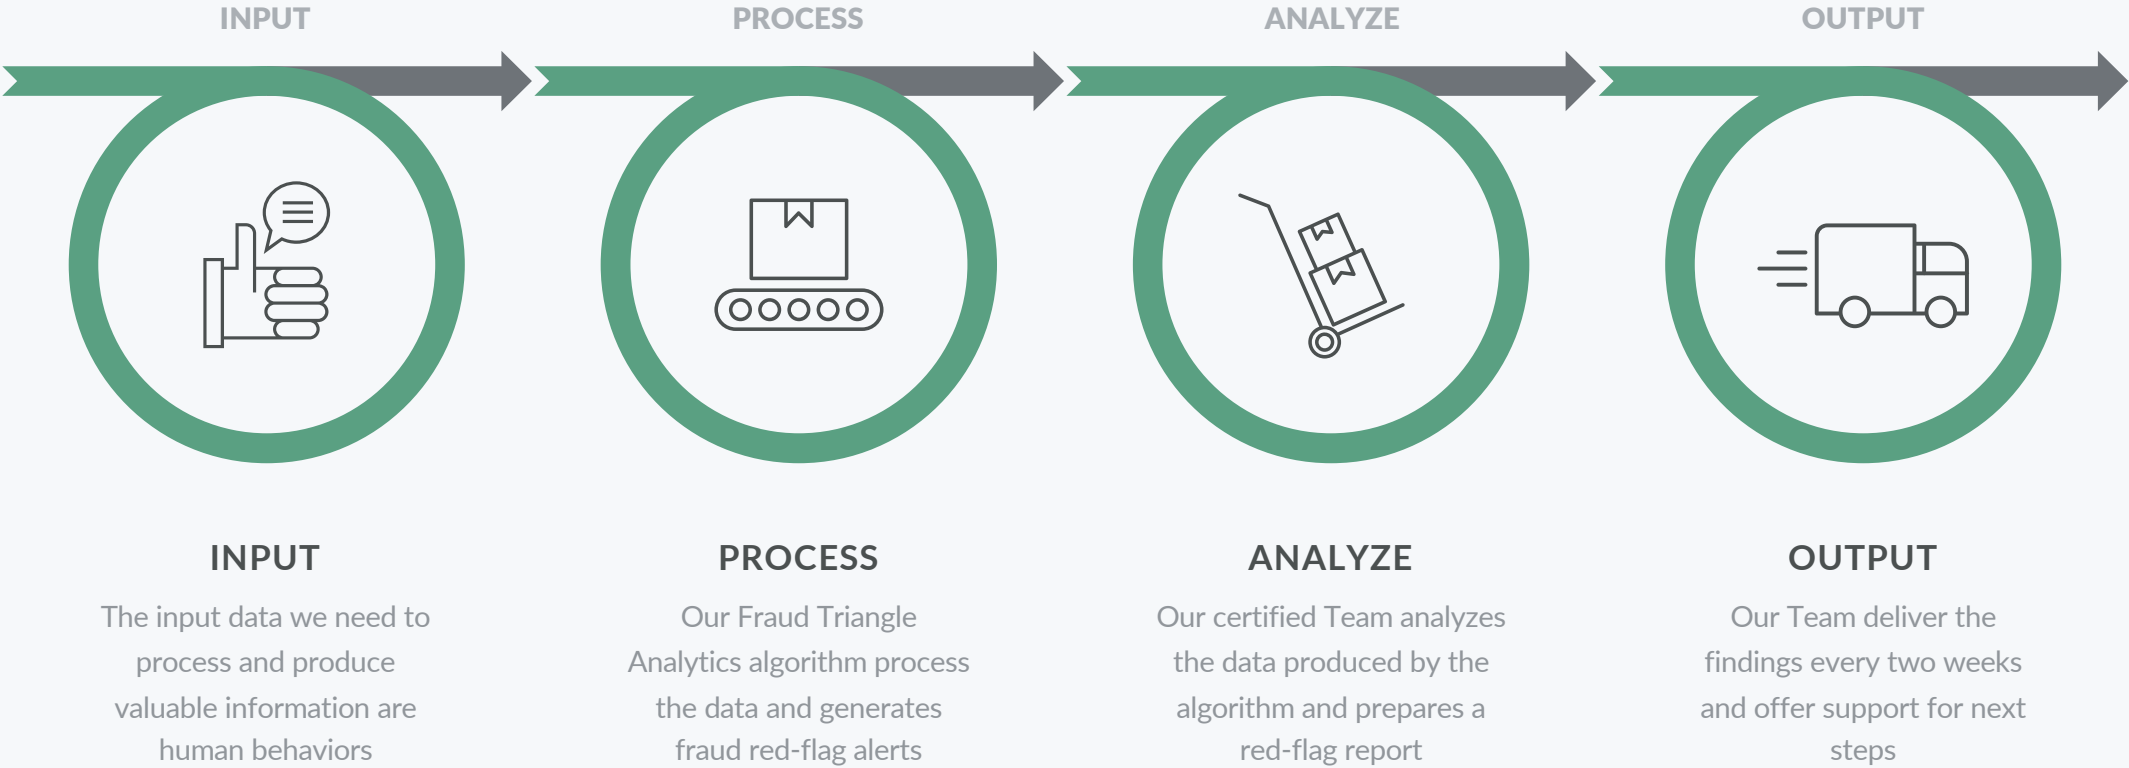 INPUT
PROCESS
ANALYZE
OUTPUT
INPUT
The input data we need to
process and produce
valuable information are
human behaviors
PROCESS
Our Fraud Triangle
Analytics algorithm process
the data and generates
fraud red-flag alerts
ANALYZE
Our certified Team analyzes
the data produced by the
algorithm and prepares a
red-flag report
OUTPUT
Our Team deliver the
findings every two weeks
and offer support for next
steps